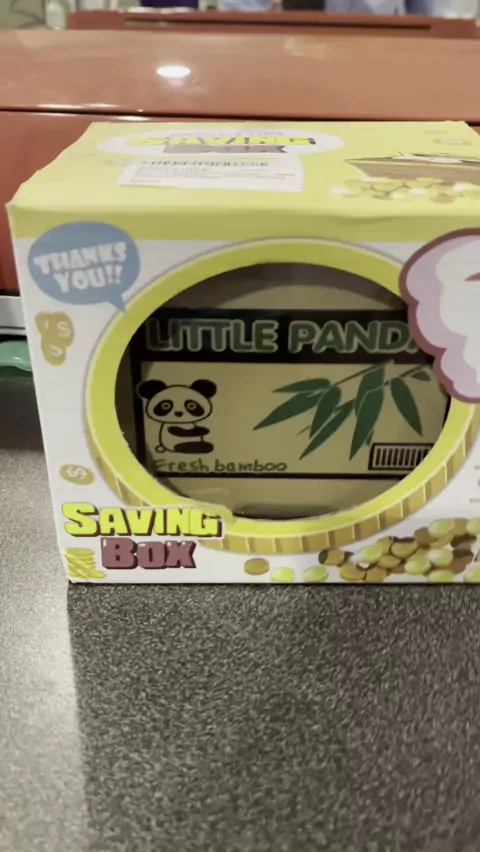 SAVING
BOX
THANKS
YOU!!
LITTLE PANDA
Fresh bamboo
SAVING
BOX